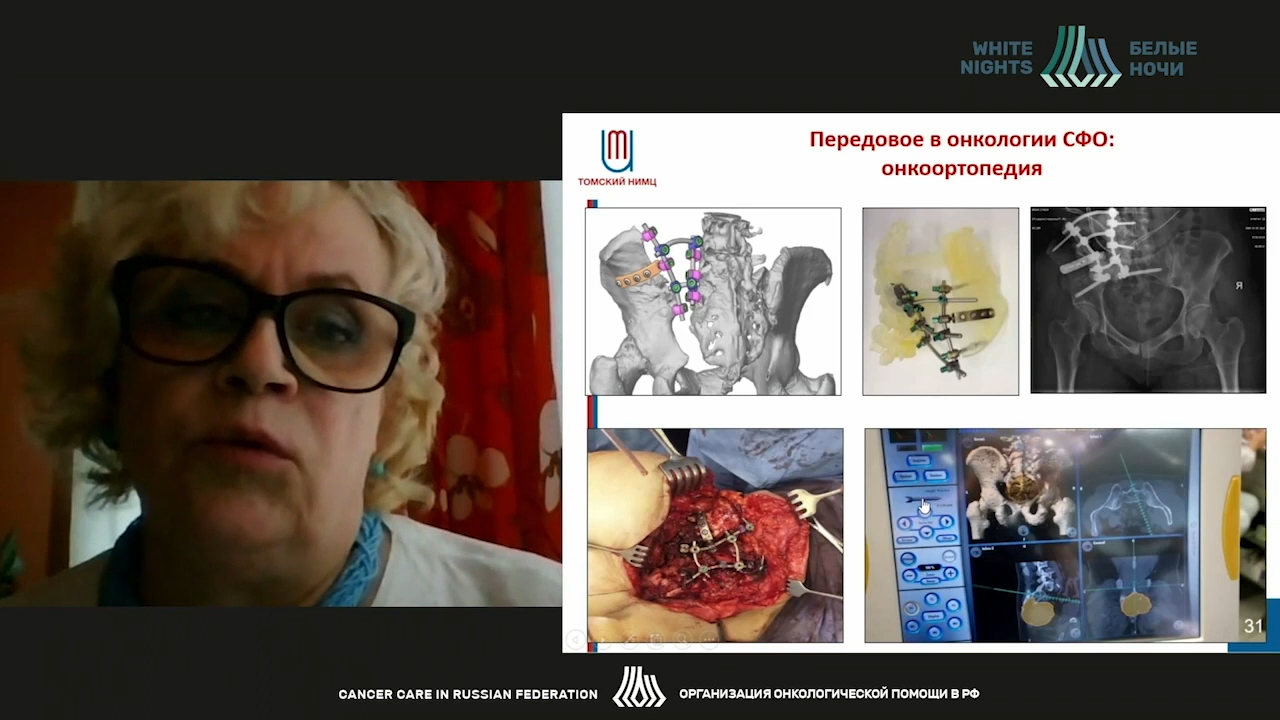 WHITE
NIGHTS
БЕЛЫЕ
НОЧИ
ТОМСКИЙ НИМЦ
Передовое в онкологии СФО:
онкоортопедия
Я
31
CANCER CARE IN RUSSIAN FEDERATION
ОРГАНИЗАЦИЯ ОНКОЛОГИЧЕСКОЙ ПОМОЩИ В РФ